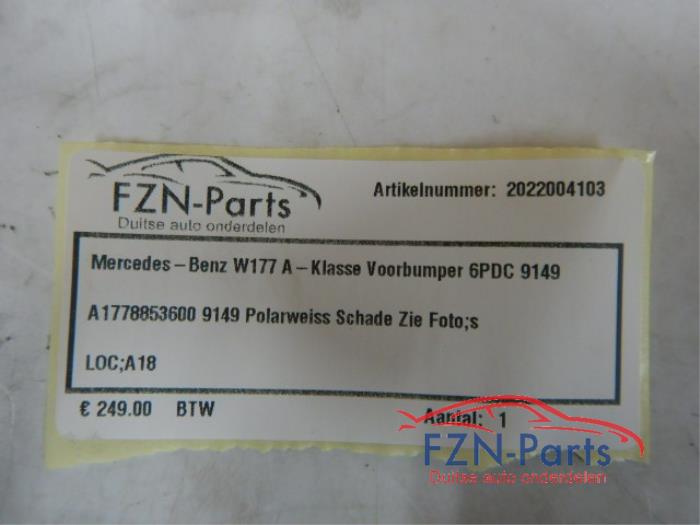 FZN-Parts
Duitse auto onderdelen
Artikelnummer: 2022004103
Mercedes-Benz W177 A-Klasse Voorbumper 6PDC 9149
A1778853600 9149 Polarweiss Schade Zie Foto;s
LOC;A18
€ 249.00 BTW
Aantal: 1
FZN-Parts
Duitse auto onderdelen